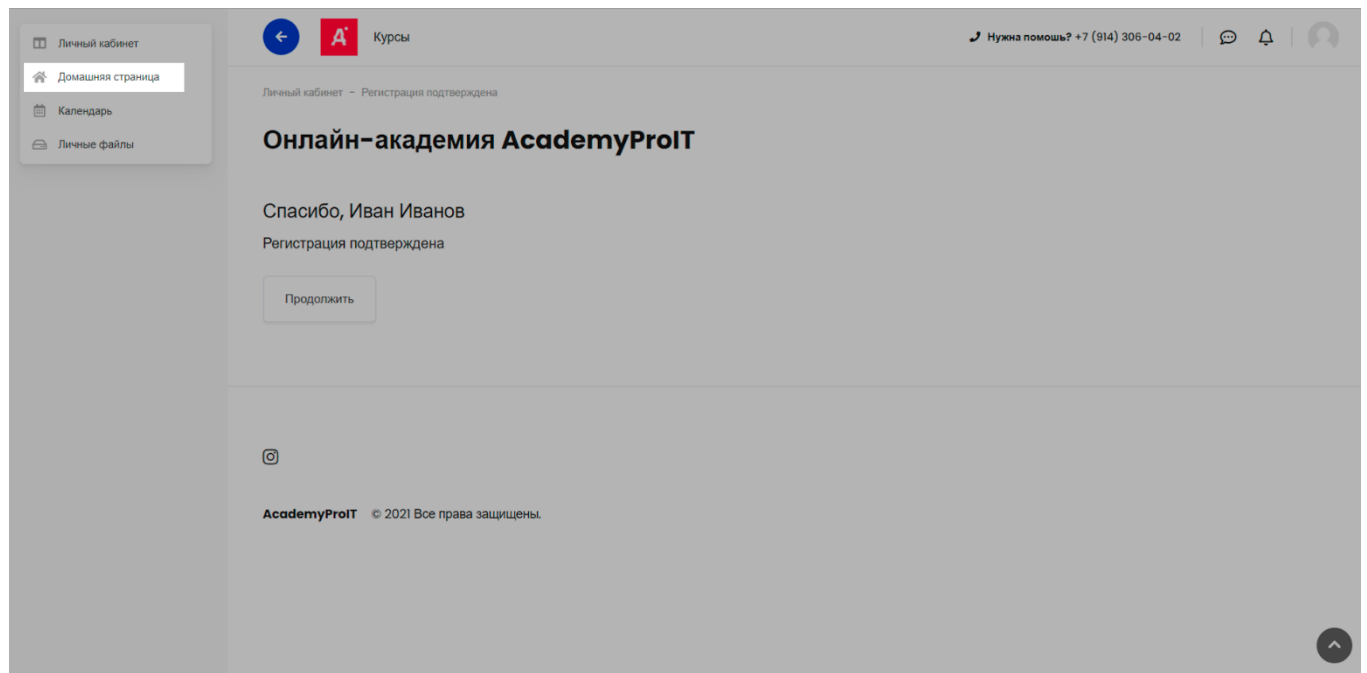 Личный кабинет
Домашняя страница
Календарь
Личные файлы
Курсы
Нужна помошь? +7 (914) 306-04-02
Личный кабинет - Регистрация подтверждена
Онлайн-академия AcademyProIT
Спасибо, Иван Иванов
Регистрация подтверждена
Продолжить
AcademyProIT © 2021 Все права защищены.